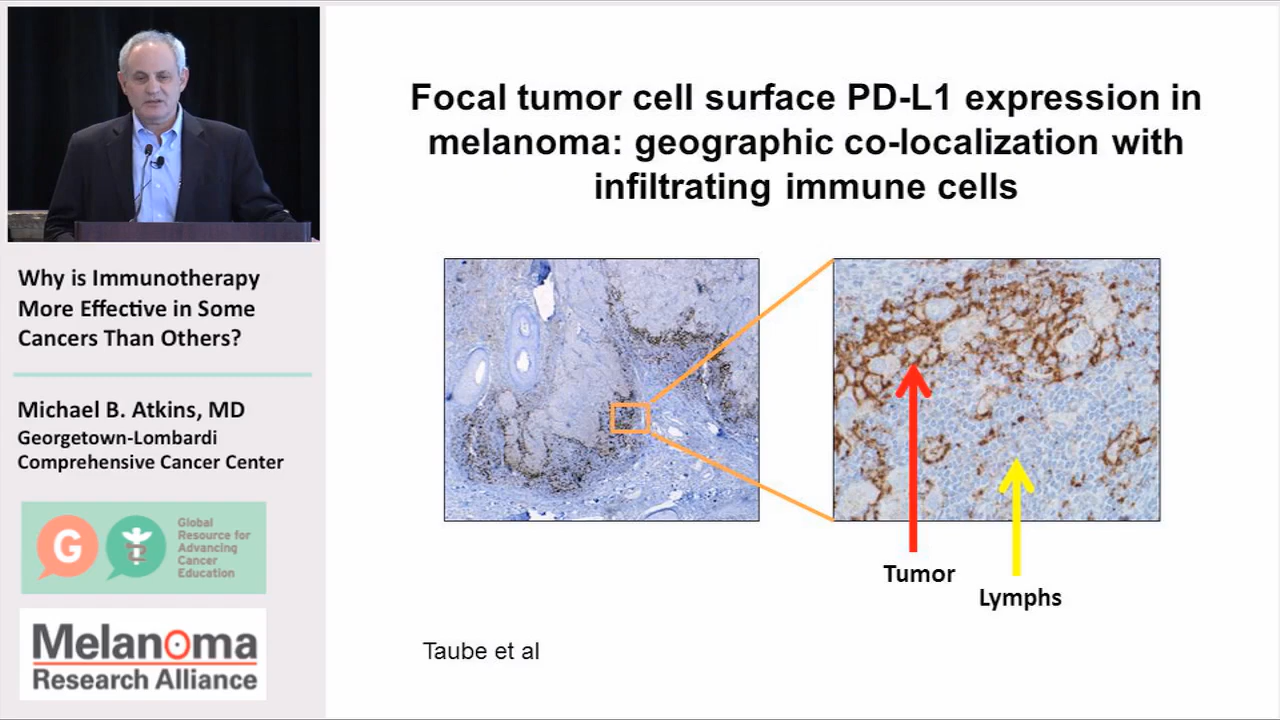 Focal tumor cell surface PD-L1 expression in
melanoma: geographic co-localization with
infiltrating immune cells
Why is Immunotherapy
More Effective in Some
Cancers Than Others?
Michael B. Atkins, MD
Georgetown-Lombardi
Comprehensive Cancer Center
G
Global
Resource for
Advancing
Cancer
Education
Melanoma
Research Alliance
Tumor
Lymphs
Taube et al